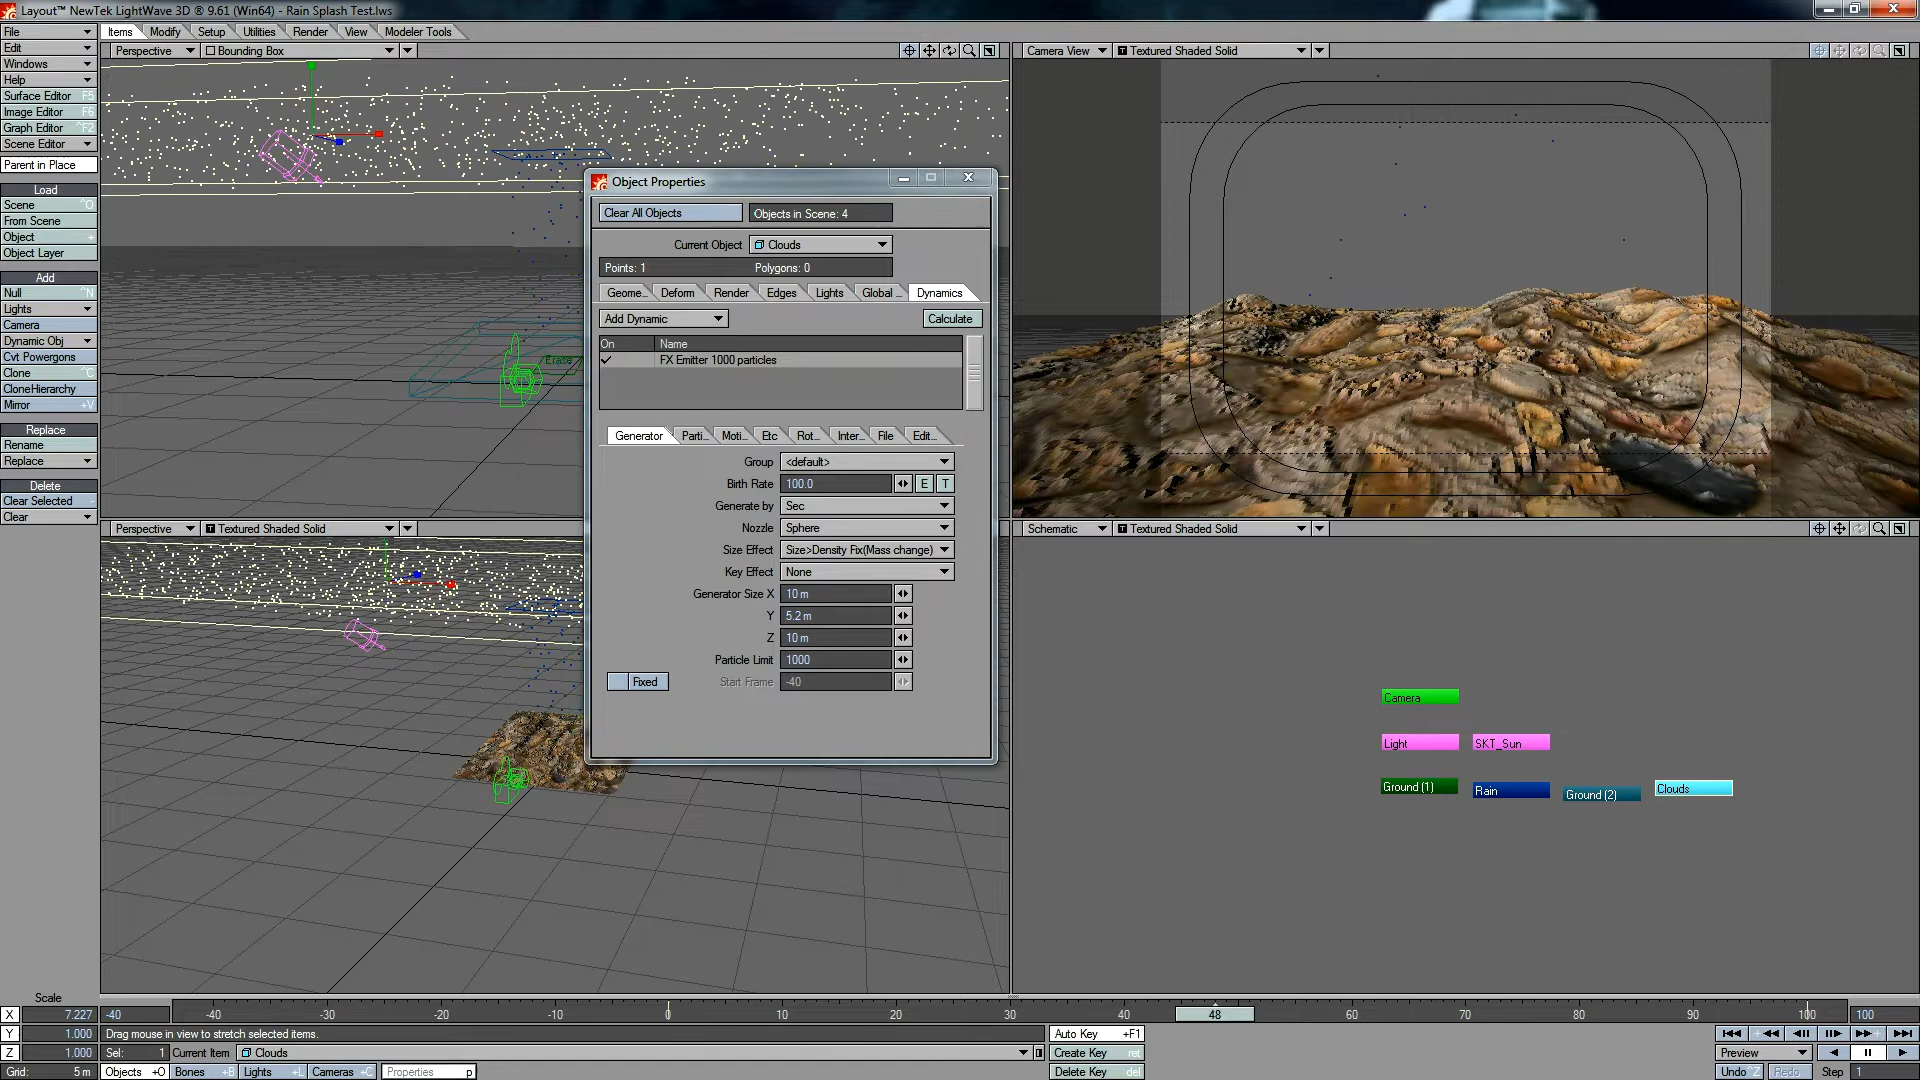 Layout™ NewTek LightWave 3D ® 9.61 (Win64) - Rain Splash Test.lws
File
Items Modify Setup Utilities Render View Modeler Tools
Edit
Windows
Help
Surface Editor F5
Image Editor F6
Graph Editor ^F2
Scene Editor
Parent in Place
Load
Scene ^O
From Scene
Object +
Object Layer
Add
Null ^N
Lights
Camera
Dynamic Obj
Cvt Powergons
Clone ^C
CloneHierarchy
Mirror +V
Replace
Rename
Replace
Delete
Clear Selected -
Clear
Perspective Bounding Box
Camera View Textured Shaded Solid
Perspective Textured Shaded Solid
Schematic Textured Shaded Solid
Erase
Object Properties
Clear All Objects Objects in Scene: 4
Current Object Clouds
Points: 1 Polygons: 0
Geome... Deform Render Edges Lights Global ... Dynamics
Add Dynamic Calculate
On Name
FX Emitter 1000 particles
Generator Parti... Moti... Etc Rot... Inter... File Edit...
Group <default>
Birth Rate 100.0 E T
Generate by Sec
Nozzle Sphere
Size Effect Size>Density Fix(Mass change)
Key Effect None
Generator Size X 10 m
Y 5.2 m
Z 10 m
Particle Limit 1000
Fixed Start Frame -40
Camera
Light SKT_Sun
Ground (1) Rain Ground (2) Clouds
Scale
X 7.227 -40 -40 -30 -20 -10 0 10 20 30 40 48 60 70 80 90 100 100
Y 1.000 Drag mouse in view to stretch selected items. Auto Key +F1
Z 1.000 Sel: 1 Current Item Clouds Create Key ret Preview
Grid: 5 m Objects +O Bones +B Lights +L Cameras +C Properties p Delete Key del Undo ^Z Redo Step 1